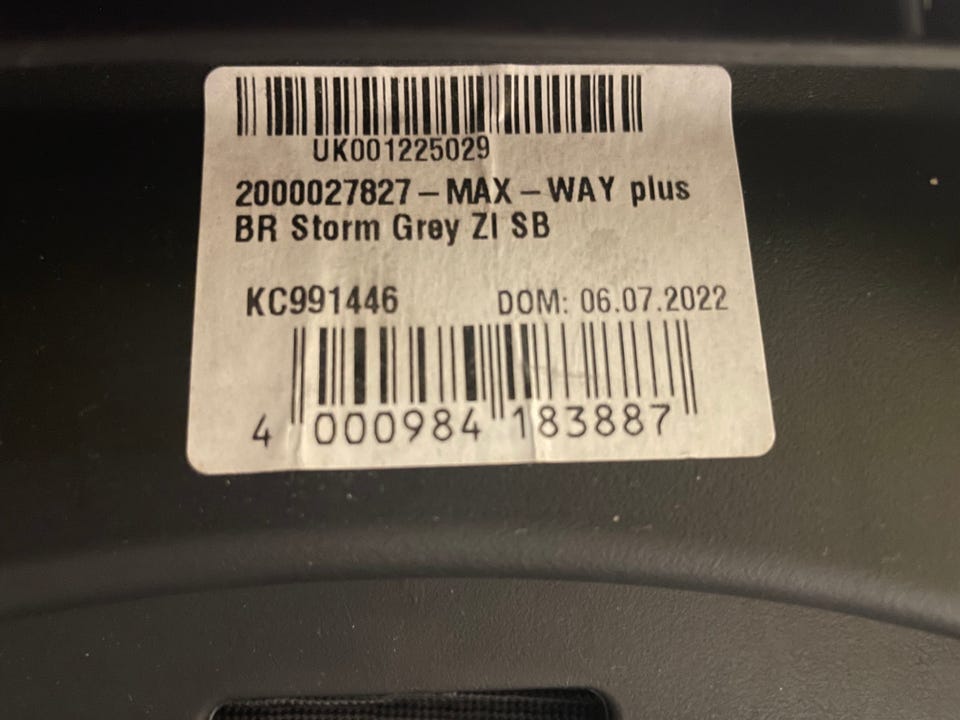 UK001225029
2000027827 – MAX – WAY plus
BR Storm Grey ZI SB
KC991446 DOM: 06.07.2022
4 000984 183887